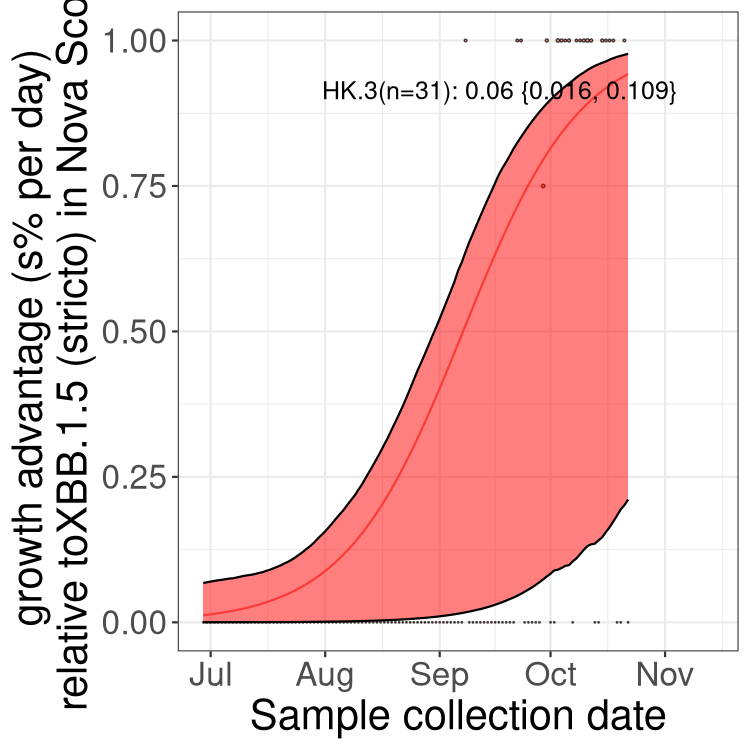 growth advantage (s% per day)
relative toXBB.1.5 (stricto) in Nova Sco
1.00
0.75
0.50
0.25
0.00
HK.3(n=31): 0.06 {0.016, 0.109}
Jul Aug Sep Oct Nov
Sample collection date